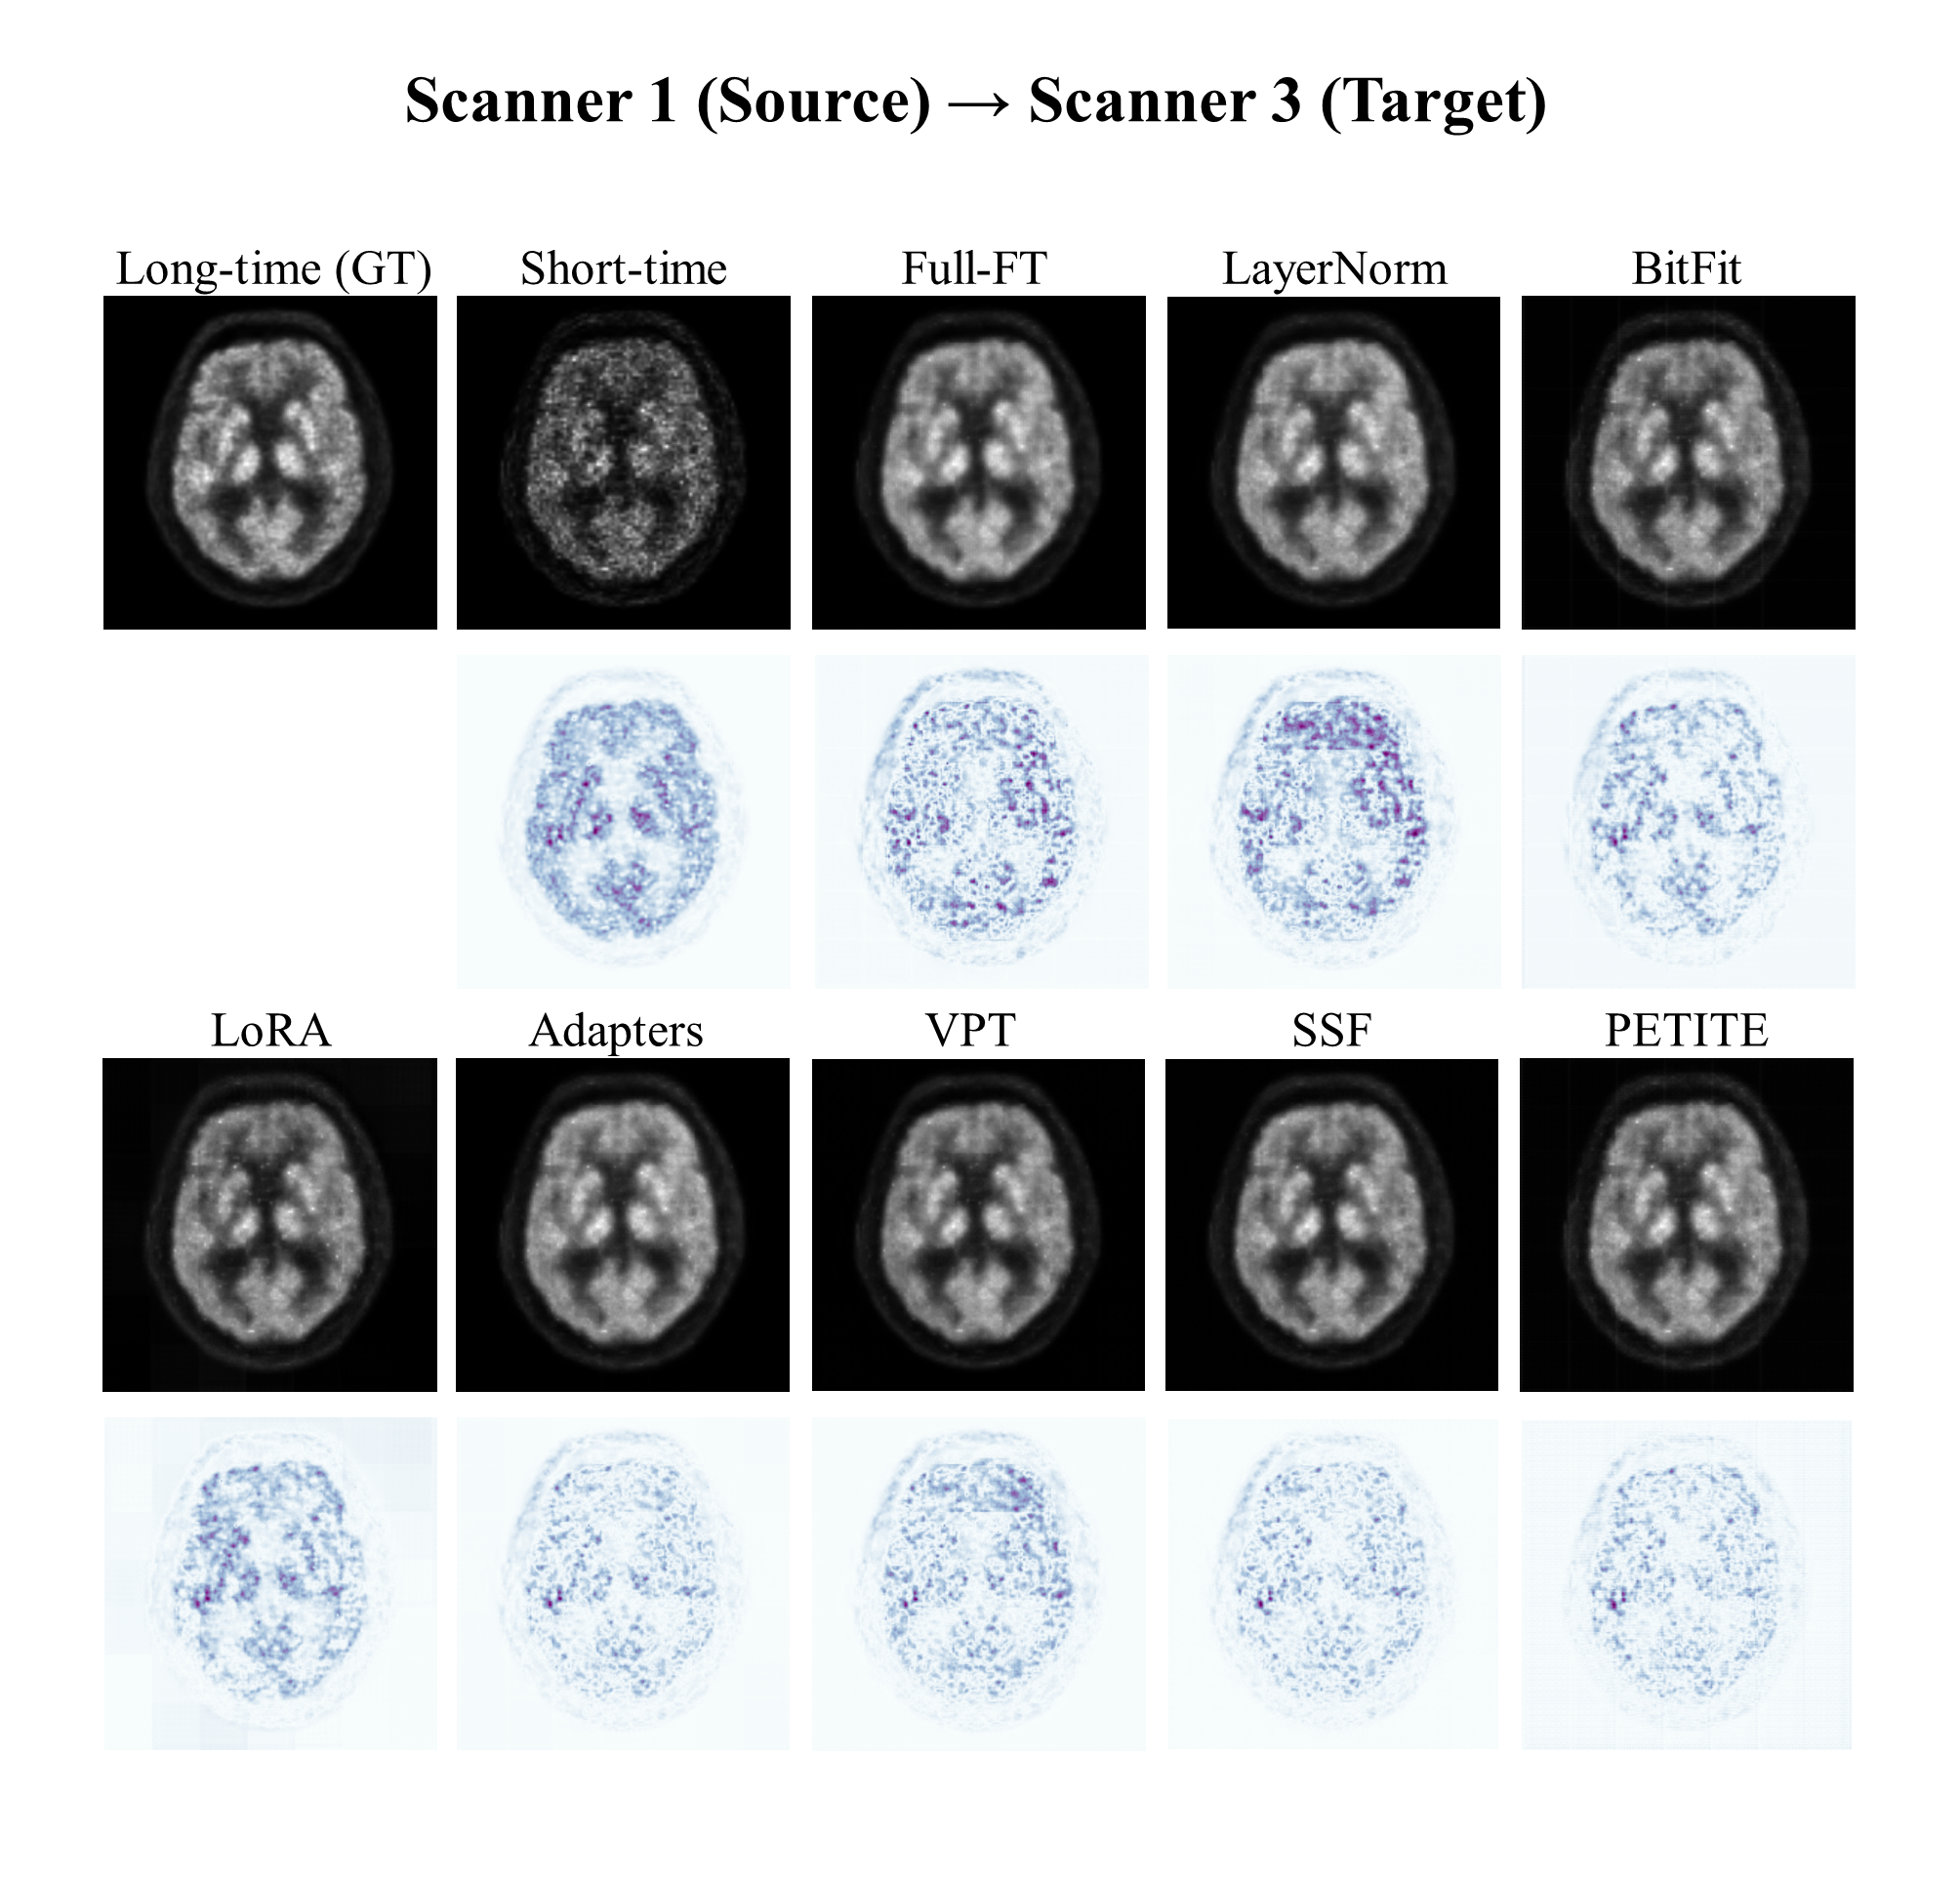 Scanner 1 (Source) → Scanner 3 (Target)
Long-time (GT)
Short-time
Full-FT
LayerNorm
BitFit
LoRA
Adapters
VPT
SSF
PETITE